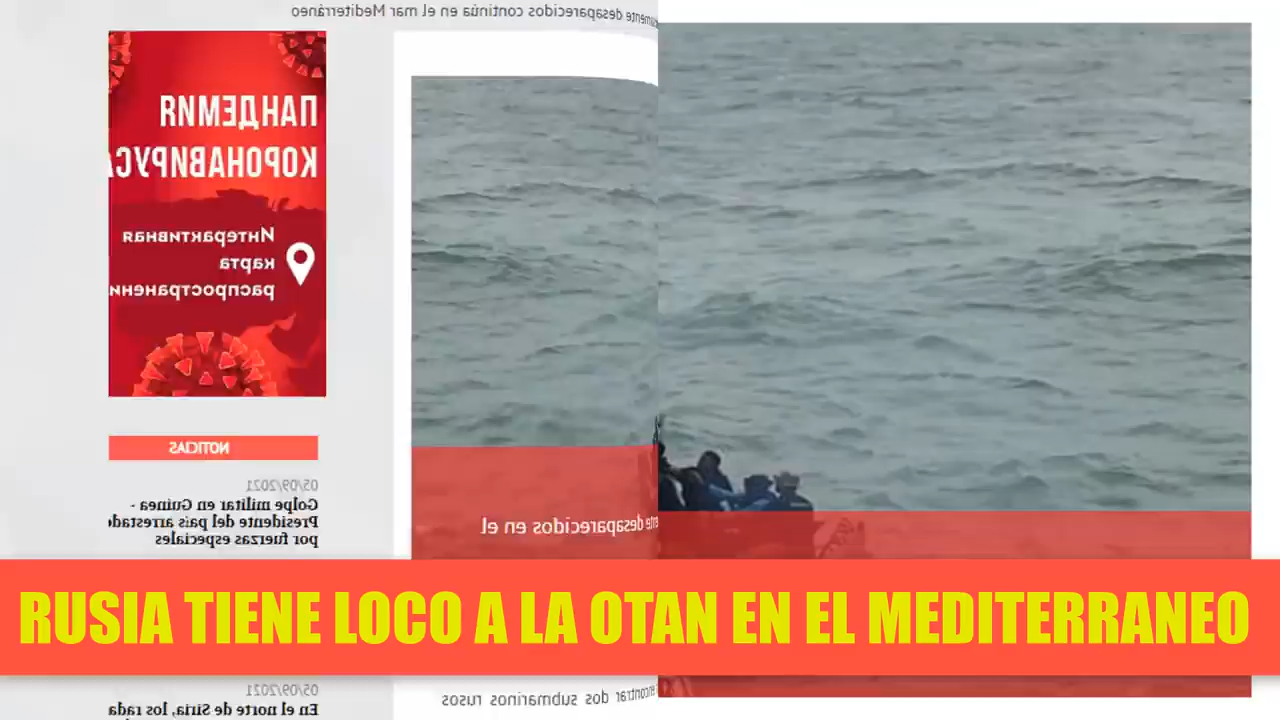 desaparecidos continúa en el mar Mediterráneo
ПАНДЕМИЯ
КОРОНАВИРУС
Интерактивная
карта
распространени
NOTICIAS
05/09/2021
Golpe militar en Guinea -
Presidente del país arrestado
por fuerzas especiales
desaparecidos en el
RUSIA TIENE LOCO A LA OTAN EN EL MEDITERRANEO
05/09/2021
En el norte de Siria, los rada
encontrar dos submarinos rusos